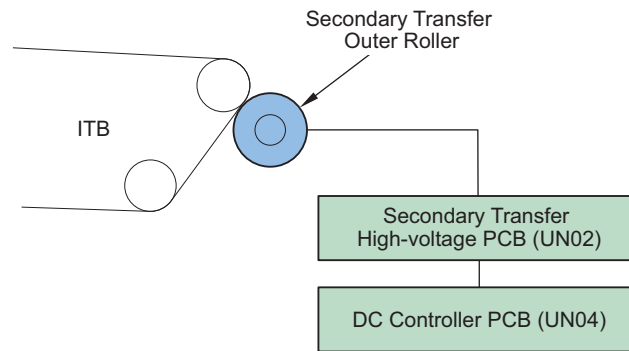 Secondary Transfer
Outer Roller
ITB
Secondary Transfer
High-voltage PCB (UN02)
DC Controller PCB (UN04)